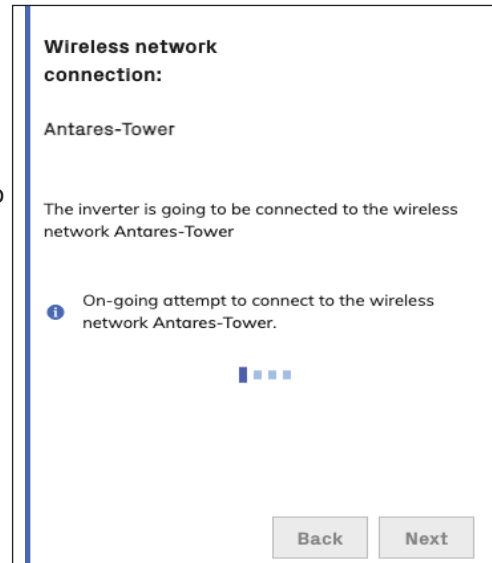 Wireless network
connection:
Antares-Tower
The inverter is going to be connected to the wireless
network Antares-Tower
On-going attempt to connect to the wireless
network Antares-Tower.
Back Next